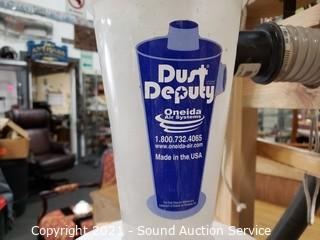 Dust
Deputy
Oneida
Air Systems
1.800.732.4065
www.oneida-air.com
Made in the USA
Copyright 2021 - Sound Auction Service